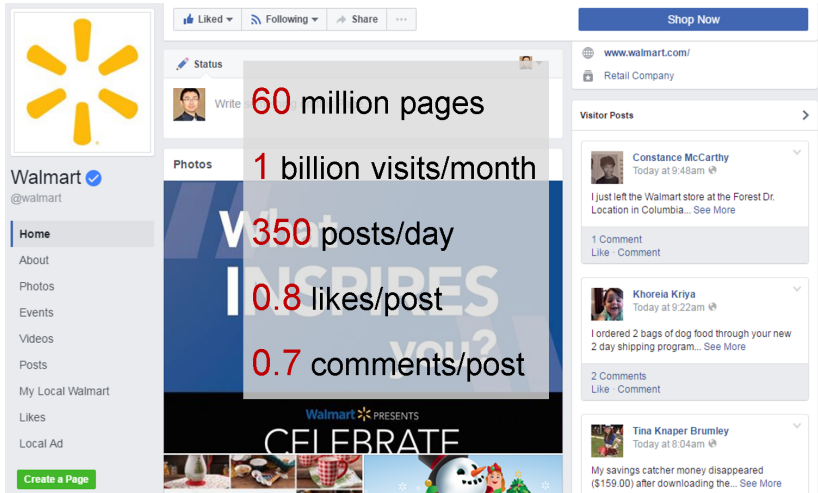 Liked
Following
Share
Shop Now
Status
Write
Photos
60 million pages
1 billion visits/month
350 posts/day
0.8 likes/post
0.7 comments/post
What
INSPIRES
you?
Walmart PRESENTS
CELEBRATE
Walmart
@walmart
Home
About
Photos
Events
Videos
Posts
My Local Walmart
Likes
Local Ad
Create a Page
www.walmart.com/
Retail Company
Visitor Posts
Constance McCarthy
Today at 9:48am
I just left the Walmart store at the Forest Dr.
Location in Columbia... See More
1 Comment
Like · Comment
Khoreia Kriya
Today at 9:22am
I ordered 2 bags of dog food through your new
2 day shipping program... See More
2 Comments
Like · Comment
Tina Knaper Brumley
Today at 8:04am
My savings catcher money disappeared
($159.00) after downloading the... See More